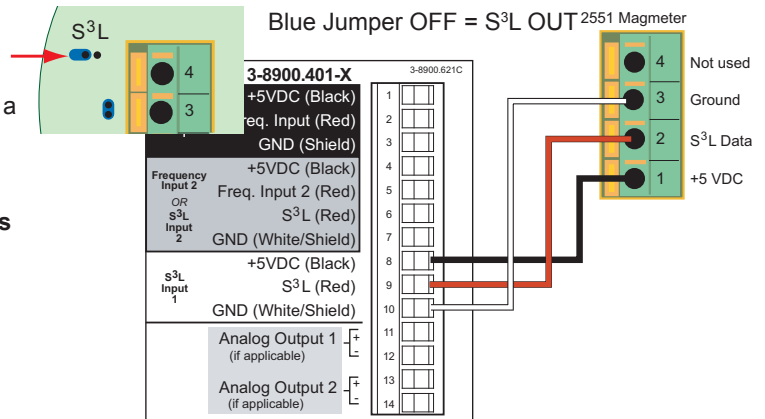 Blue Jumper OFF = S³L OUT
2551 Magmeter
S³L
4
3
a
s
3-8900.401-X
3-8900.621C
+5VDC (Black) 1
req. Input (Red) 2
GND (Shield) 3
Frequency
Input 2
OR
S³L
Input
2
+5VDC (Black) 4
Freq. Input 2 (Red) 5
S³L (Red) 6
GND (White/Shield) 7
S³L
Input
1
+5VDC (Black) 8
S³L (Red) 9
GND (White/Shield) 10
Analog Output 1 + 11
(if applicable) - 12
Analog Output 2 + 13
(if applicable) - 14
4 Not used
3 Ground
2 S³L Data
1 +5 VDC